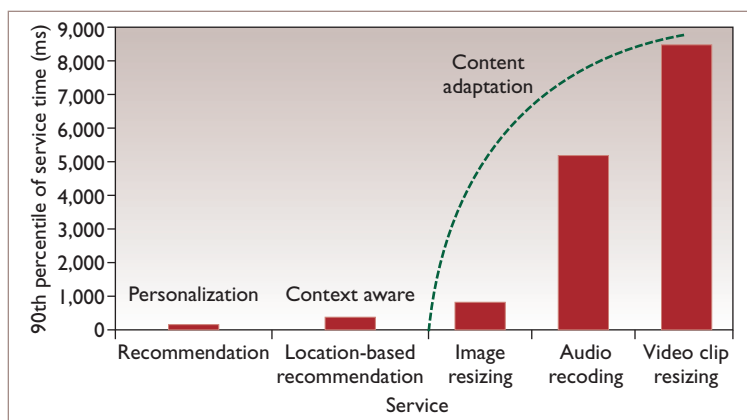 90th percentile of service time (ms)
9,000
8,000
7,000
6,000
5,000
4,000
3,000
2,000
1,000
0
Content
adaptation
Personalization
Context aware
Recommendation
Location-based
recommendation
Image
resizing
Audio
recoding
Video clip
resizing
Service